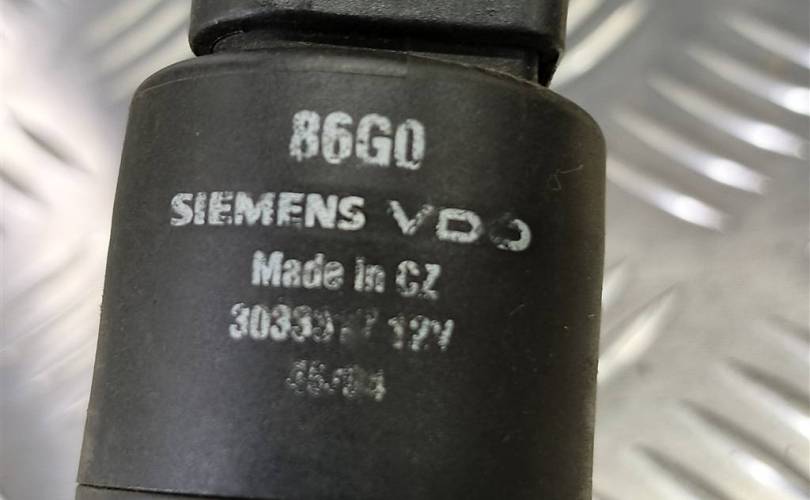 86G0
SIEMENS VDO
Made in CZ
12V